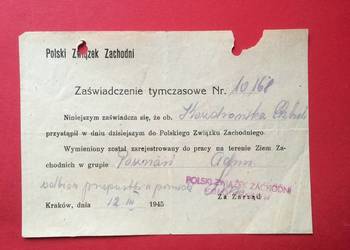 Polski Związek Zachodni
Zaświadczenie tymczasowe Nr. 10/168
Niniejszym zaświadcza się, że ob.
przystąpił w dniu dzisiejszym do Polskiego Związku Zachodniego.
Wymieniony został zarejestrowany do pracy na terenie Ziem Za-
chodnich w grupie Poznań
POLSKI ZWIĄZEK ZACHODNI
Kraków, dnia 12 III 1945 Za Zarząd